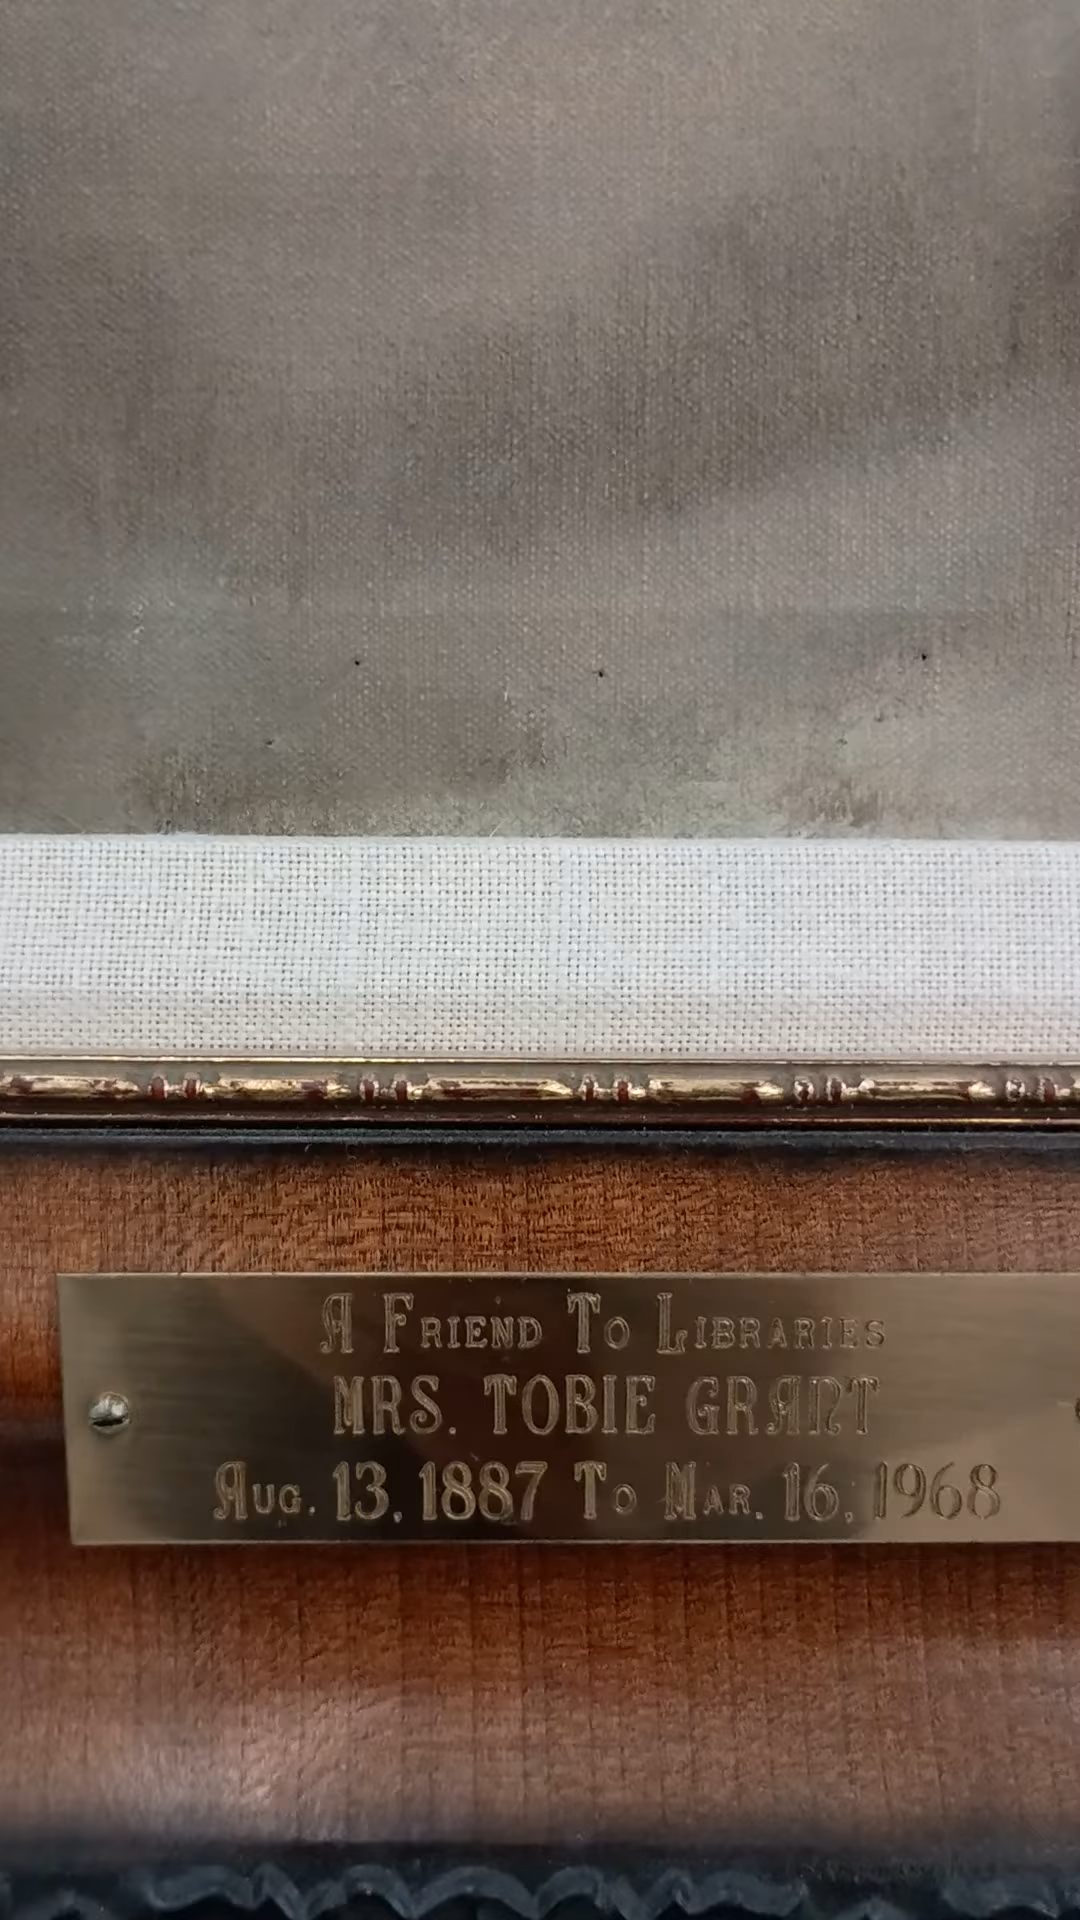 A Friend To Libraries
MRS. TOBIE GRANT
Aug. 13, 1887 To Mar. 16, 1968